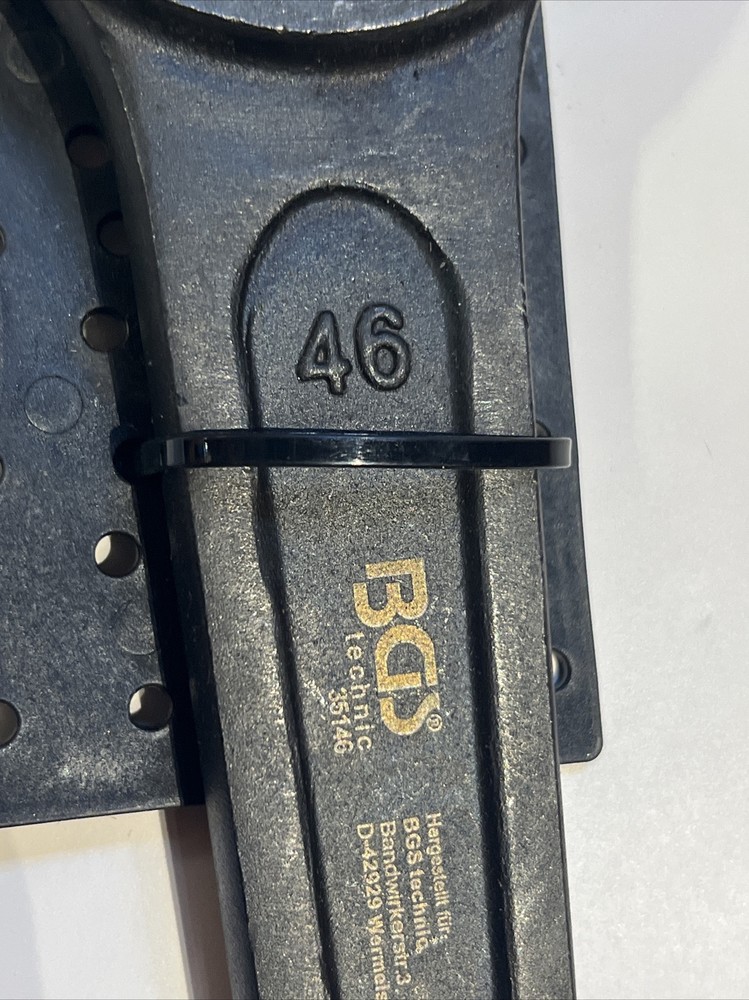 46
BGS®
technic
35146
Hergestellt für:
BGS technic
Bandwirkerstr.3
D-42929 Wermels